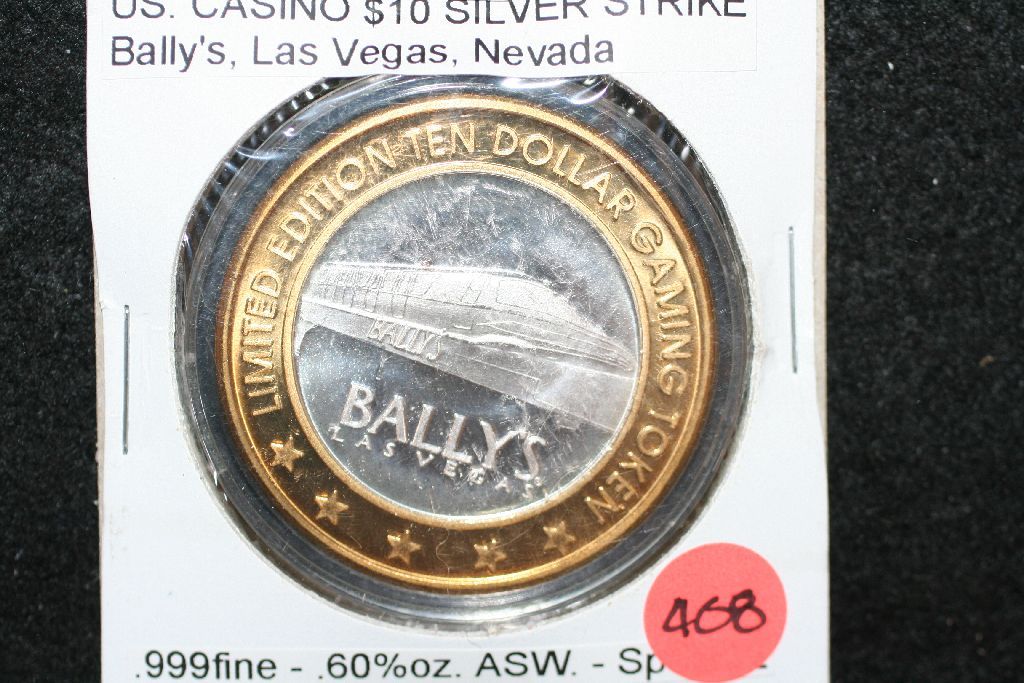 US. CASINO $10 SILVER STRIKE
Bally's, Las Vegas, Nevada
LIMITED EDITION TEN DOLLAR GAMING TOKEN
BALLY'S
BALLY'S
LAS VEGAS
468
.999fine - .60%oz. ASW. - Sp